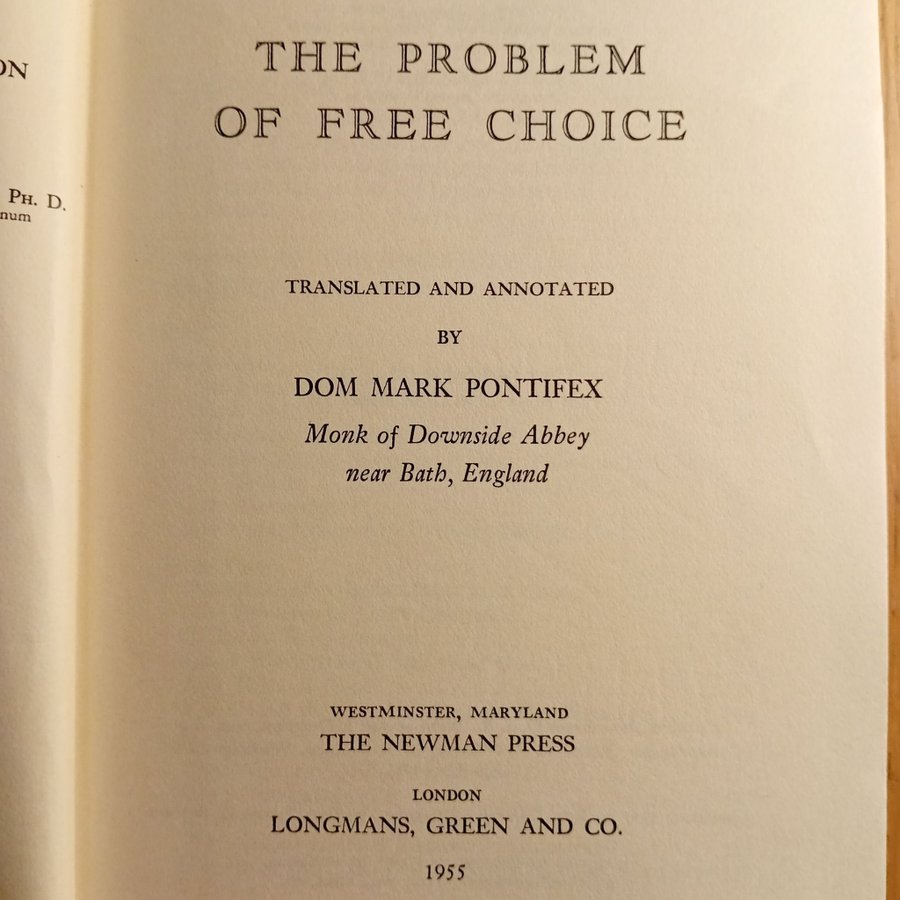 ON
PH. D.
num
THE PROBLEM
OF FREE CHOICE
TRANSLATED AND ANNOTATED
BY
DOM MARK PONTIFEX
Monk of Downside Abbey
near Bath, England
WESTMINSTER, MARYLAND
THE NEWMAN PRESS
LONDON
LONGMANS, GREEN AND CO.
1955